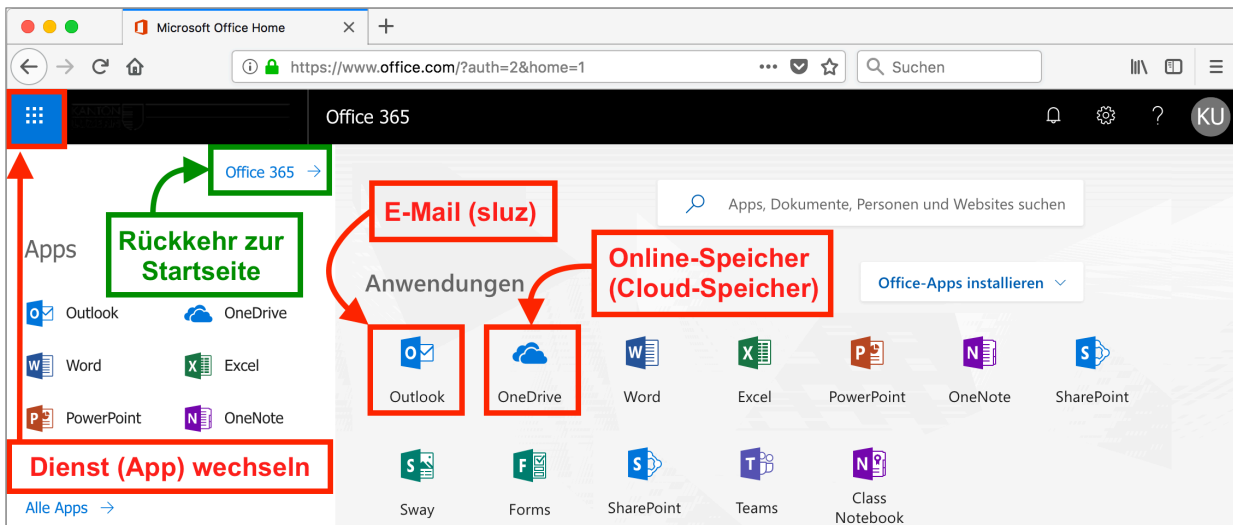 Microsoft Office Home
https://www.office.com/?auth=2&home=1
Suchen
KANTON
Office 365
KU
Office 365 →
E-Mail (sluz)
Apps, Dokumente, Personen und Websites suchen
Apps
Rückkehr zur
Startseite
Online-Speicher
(Cloud-Speicher)
Anwendungen
Office-Apps installieren
Outlook
OneDrive
Word
Excel
PowerPoint
OneNote
Dienst (App) wechseln
Alle Apps →
Outlook
OneDrive
Word
Excel
PowerPoint
OneNote
SharePoint
Sway
Forms
SharePoint
Teams
Class
Notebook